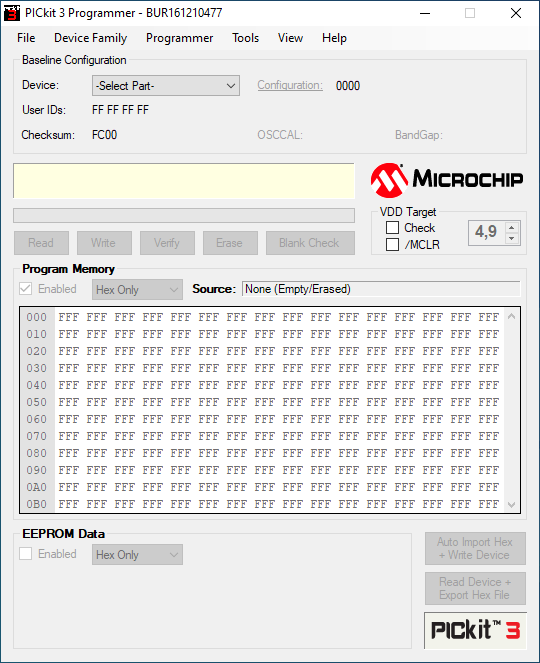 PICkit 3 Programmer - BUR161210477
File Device Family Programmer Tools View Help
Baseline Configuration
Device: -Select Part- Configuration: 0000
User IDs: FF FF FF FF
Checksum: FC00 OSCCAL: BandGap:
MICROCHIP
VDD Target
Check
/MCLR
4,9
Read Write Verify Erase Blank Check
Program Memory
Enabled Hex Only Source: None (Empty/Erased)
000 FFF FFF FFF FFF FFF FFF FFF FFF FFF FFF FFF FFF FFF FFF FFF FFF
010 FFF FFF FFF FFF FFF FFF FFF FFF FFF FFF FFF FFF FFF FFF FFF FFF
020 FFF FFF FFF FFF FFF FFF FFF FFF FFF FFF FFF FFF FFF FFF FFF FFF
030 FFF FFF FFF FFF FFF FFF FFF FFF FFF FFF FFF FFF FFF FFF FFF FFF
040 FFF FFF FFF FFF FFF FFF FFF FFF FFF FFF FFF FFF FFF FFF FFF FFF
050 FFF FFF FFF FFF FFF FFF FFF FFF FFF FFF FFF FFF FFF FFF FFF FFF
060 FFF FFF FFF FFF FFF FFF FFF FFF FFF FFF FFF FFF FFF FFF FFF FFF
070 FFF FFF FFF FFF FFF FFF FFF FFF FFF FFF FFF FFF FFF FFF FFF FFF
080 FFF FFF FFF FFF FFF FFF FFF FFF FFF FFF FFF FFF FFF FFF FFF FFF
090 FFF FFF FFF FFF FFF FFF FFF FFF FFF FFF FFF FFF FFF FFF FFF FFF
0A0 FFF FFF FFF FFF FFF FFF FFF FFF FFF FFF FFF FFF FFF FFF FFF FFF
0B0 FFF FFF FFF FFF FFF FFF FFF FFF FFF FFF FFF FFF FFF FFF FFF FFF
EEPROM Data
Enabled Hex Only
Auto Import Hex
+ Write Device
Read Device +
Export Hex File
PICkit™ 3